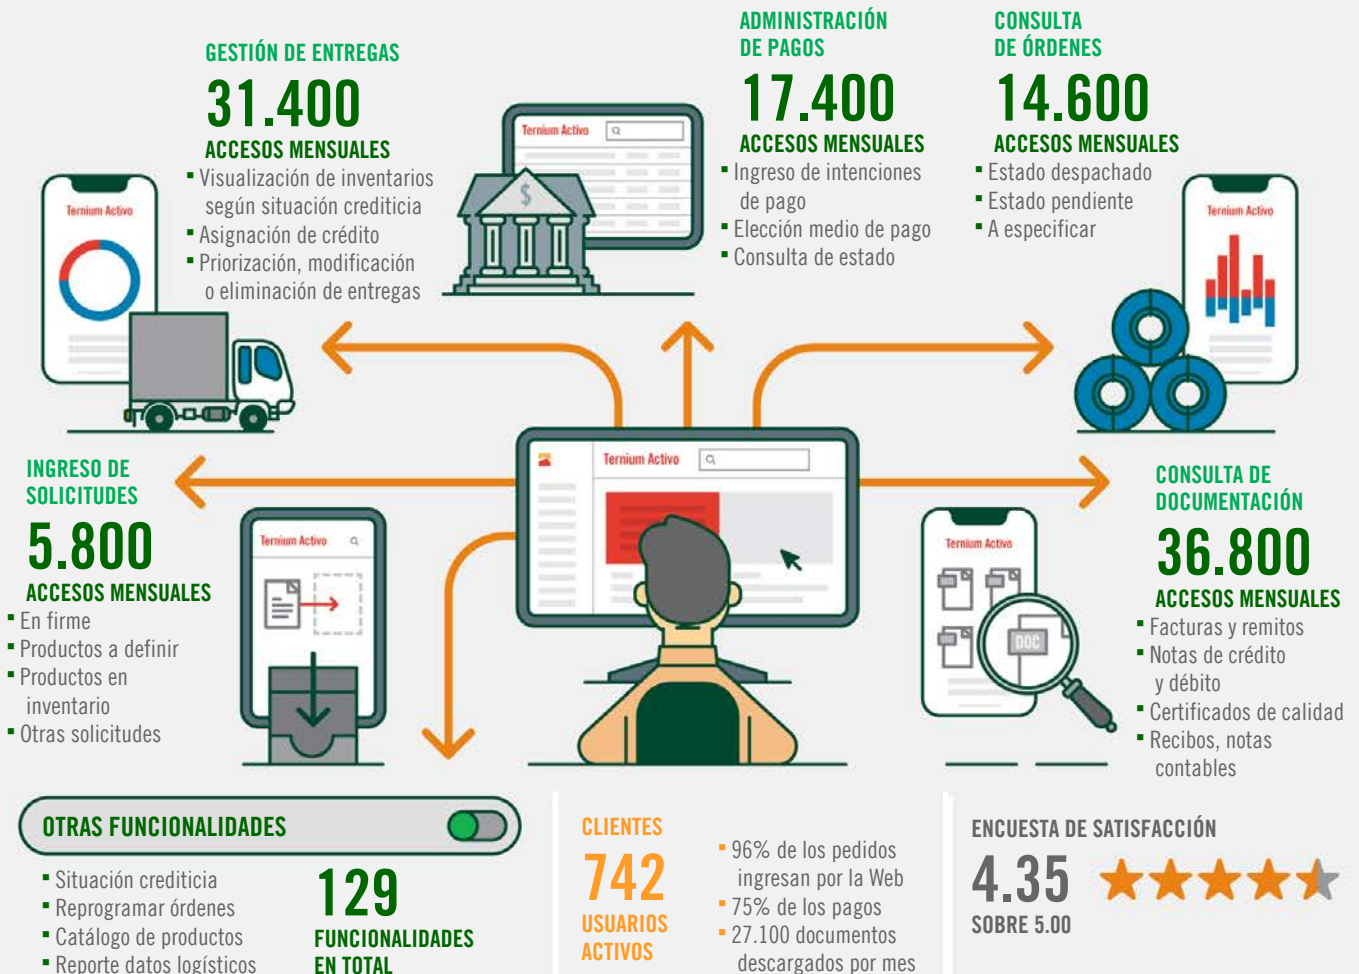 GESTIÓN DE ENTREGAS
31.400
ACCESOS MENSUALES
▪ Visualización de inventarios
según situación crediticia
▪ Asignación de crédito
▪ Priorización, modificación
o eliminación de entregas
ADMINISTRACIÓN
DE PAGOS
17.400
ACCESOS MENSUALES
▪ Ingreso de intenciones
de pago
▪ Elección medio de pago
▪ Consulta de estado
CONSULTA
DE ÓRDENES
14.600
ACCESOS MENSUALES
▪ Estado despachado
▪ Estado pendiente
▪ A especificar
Ternium Activo
Ternium Activo
$
Ternium Activo
INGRESO DE
SOLICITUDES
5.800
ACCESOS MENSUALES
▪ En firme
▪ Productos a definir
▪ Productos en
inventario
▪ Otras solicitudes
Ternium Activo
Ternium Activo
Ternium Activo
DOC
CONSULTA DE
DOCUMENTACIÓN
36.800
ACCESOS MENSUALES
▪ Facturas y remitos
▪ Notas de crédito
y débito
▪ Certificados de calidad
▪ Recibos, notas
contables
OTRAS FUNCIONALIDADES
▪ Situación crediticia
▪ Reprogramar órdenes
▪ Catálogo de productos
▪ Reporte datos logísticos
129
FUNCIONALIDADES
EN TOTAL
CLIENTES
742
USUARIOS
ACTIVOS
▪ 96% de los pedidos
ingresan por la Web
▪ 75% de los pagos
▪ 27.100 documentos
descargados por mes
ENCUESTA DE SATISFACCIÓN
4.35
SOBRE 5.00